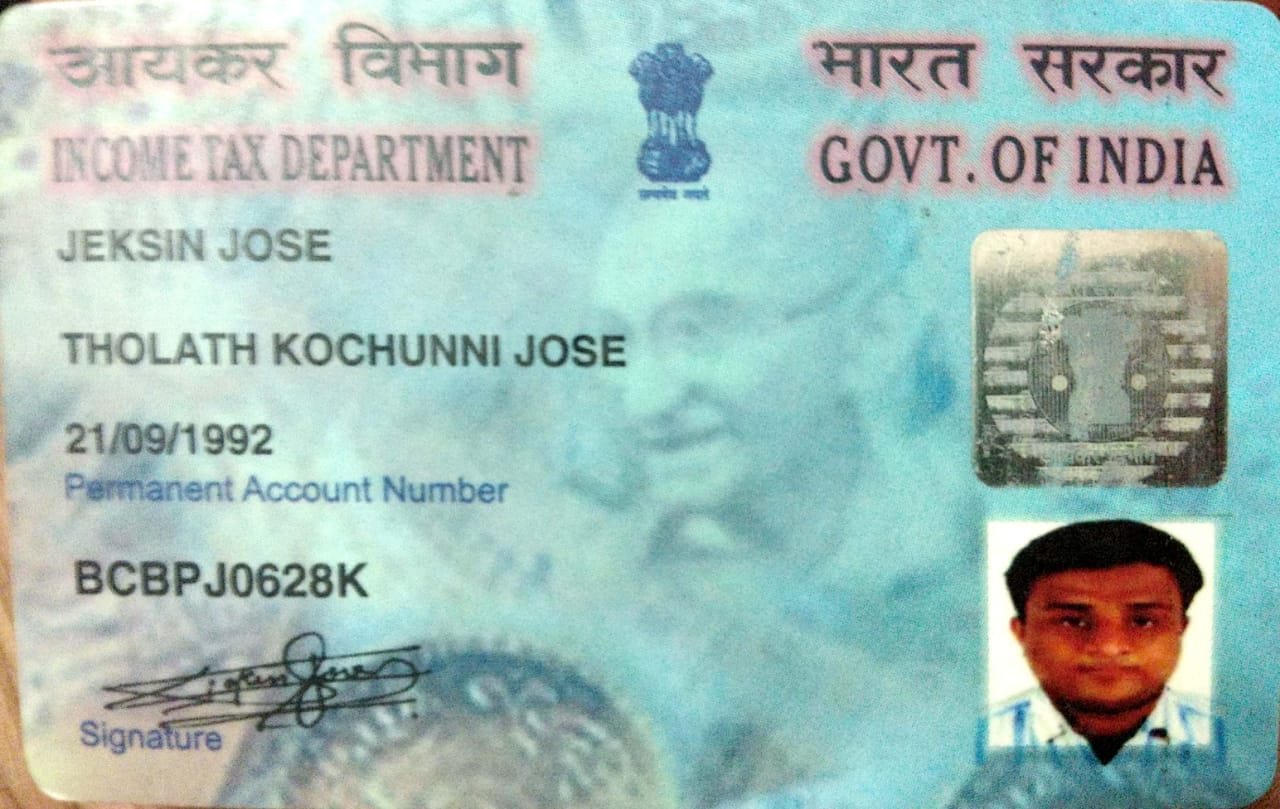 आयकर विभाग
भारत सरकार
INCOME TAX DEPARTMENT
GOVT. OF INDIA
सत्यमेव जयते
JEKSIN JOSE
THOLATH KOCHUNNI JOSE
21/09/1992
Permanent Account Number
BCBPJ0628K
Signature